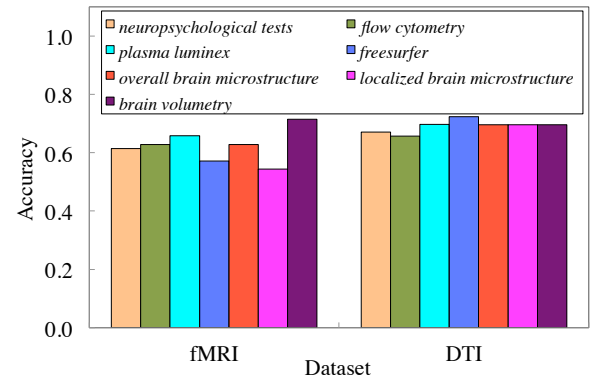 neuropsychological tests
flow cytometry
plasma luminex
freesurfer
overall brain microstructure
localized brain microstructure
brain volumetry
1.0
0.8
0.6
0.4
0.2
0.0
Accuracy
fMRI
DTI
Dataset